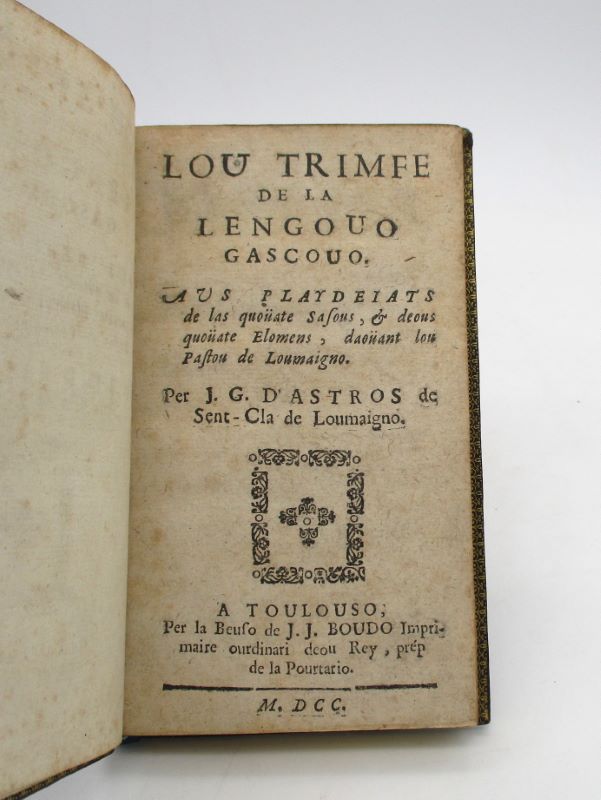 LOU TRIMFE
DE LA
LENGOUO
GASCOUO.
AUS PLAYDEIATS
de las quoüate Saſous, & deous
quoüate Elomens, daoüant lou
Paſtou de Loumaigno.
Per J. G. D'ASTROS de
Sent-Cla de Loumaigno.
A TOULOUSO,
Per la Beuſo de J. J. BOUDO Impri-
maire ourdinari deou Rey, prép
de la Pourtario.
M. DCC.